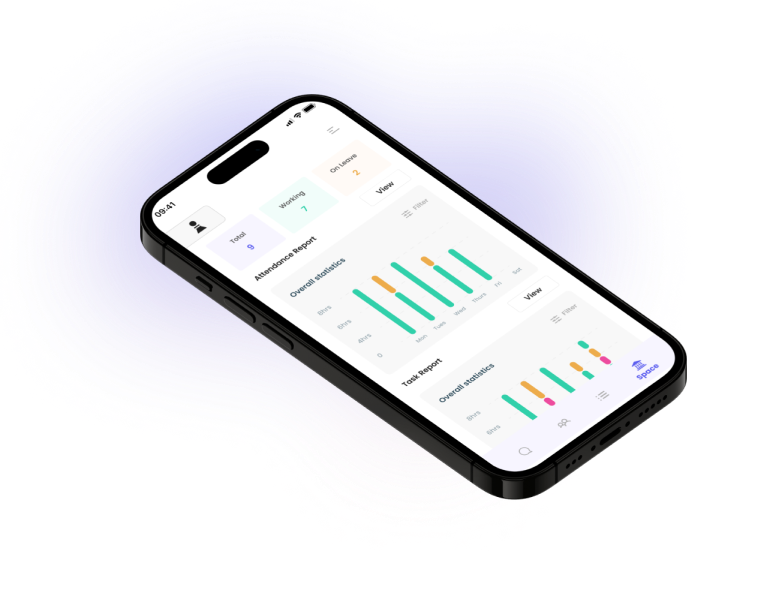 09:41
Total
9
Working
7
On Leave
2
Attendance Report
View
Overall statistics
Filter
8hrs
6hrs
4hrs
0
Mon
Tues
Wed
Thurs
Fri
Sat
Task Report
View
Overall statistics
Filter
8hrs
6hrs
Space